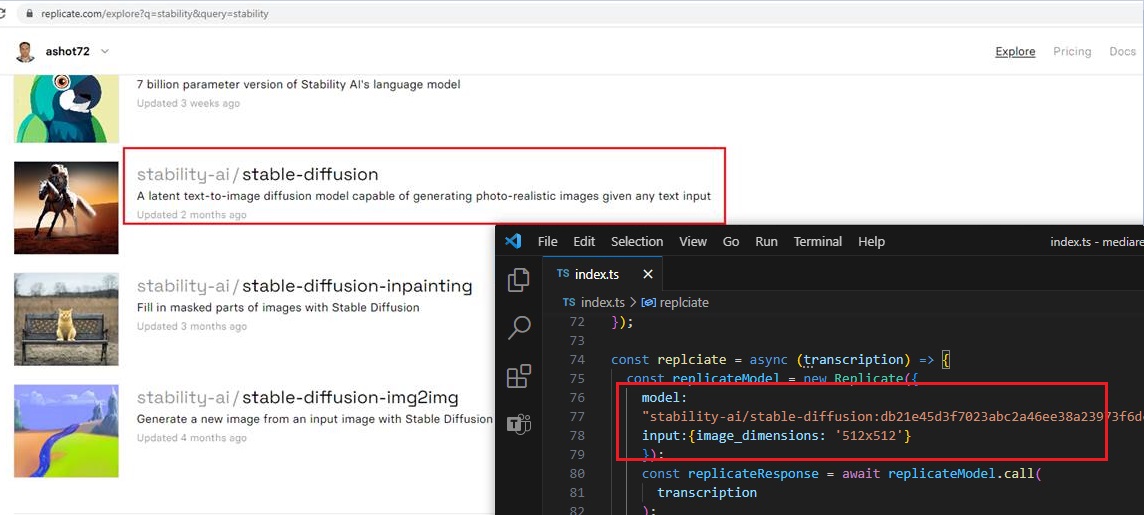 replicate.com/explore?q=stability&query=stability
ashot72
Explore Pricing Docs
7 billion parameter version of Stability AI's language model
Updated 3 weeks ago
stability-ai/stable-diffusion
A latent text-to-image diffusion model capable of generating photo-realistic images given any text input
Updated 2 months ago
stability-ai/stable-diffusion-inpainting
Fill in masked parts of images with Stable Diffusion
Updated 3 months ago
stability-ai/stable-diffusion-img2img
Generate a new image from an input image with Stable Diffusion
Updated 4 months ago
File Edit Selection View Go Run Terminal Help index.ts - mediare
TS index.ts ×
TS index.ts > replciate
72 });
73
74 const replciate = async (transcription) => {
75 const replicateModel = new Replicate({
76 model:
77 "stability-ai/stable-diffusion:db21e45d3f7023abc2a46ee38a23973f6d
78 input:{image_dimensions: '512x512'}
79 });
80 const replicateResponse = await replicateModel.call(
81 transcription
82 );